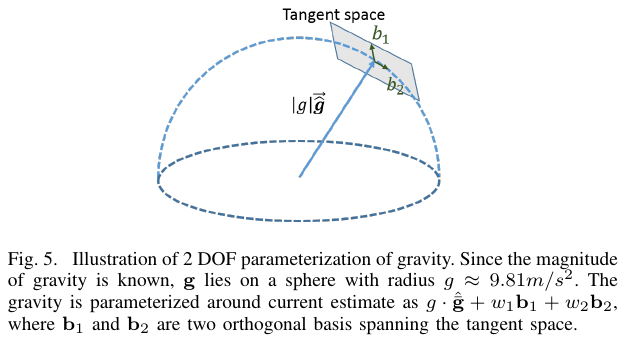 Tangent space
b₁
b₂
|g|ĝ⃗
Fig. 5. Illustration of 2 DOF parameterization of gravity. Since the magnitude
of gravity is known, g lies on a sphere with radius g ≈ 9.81m/s². The
gravity is parameterized around current estimate as g · ĝ̄ + w₁b₁ + w₂b₂,
where b₁ and b₂ are two orthogonal basis spanning the tangent space.